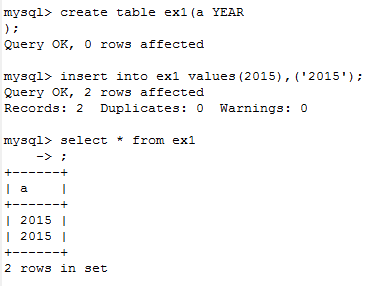 mysql> create table ex1(a YEAR
);
Query OK, 0 rows affected
mysql> insert into ex1 values(2015),('2015');
Query OK, 2 rows affected
Records: 2  Duplicates: 0  Warnings: 0
mysql> select * from ex1
    -> ;
+------+
| a    |
+------+
| 2015 |
| 2015 |
+------+
2 rows in set